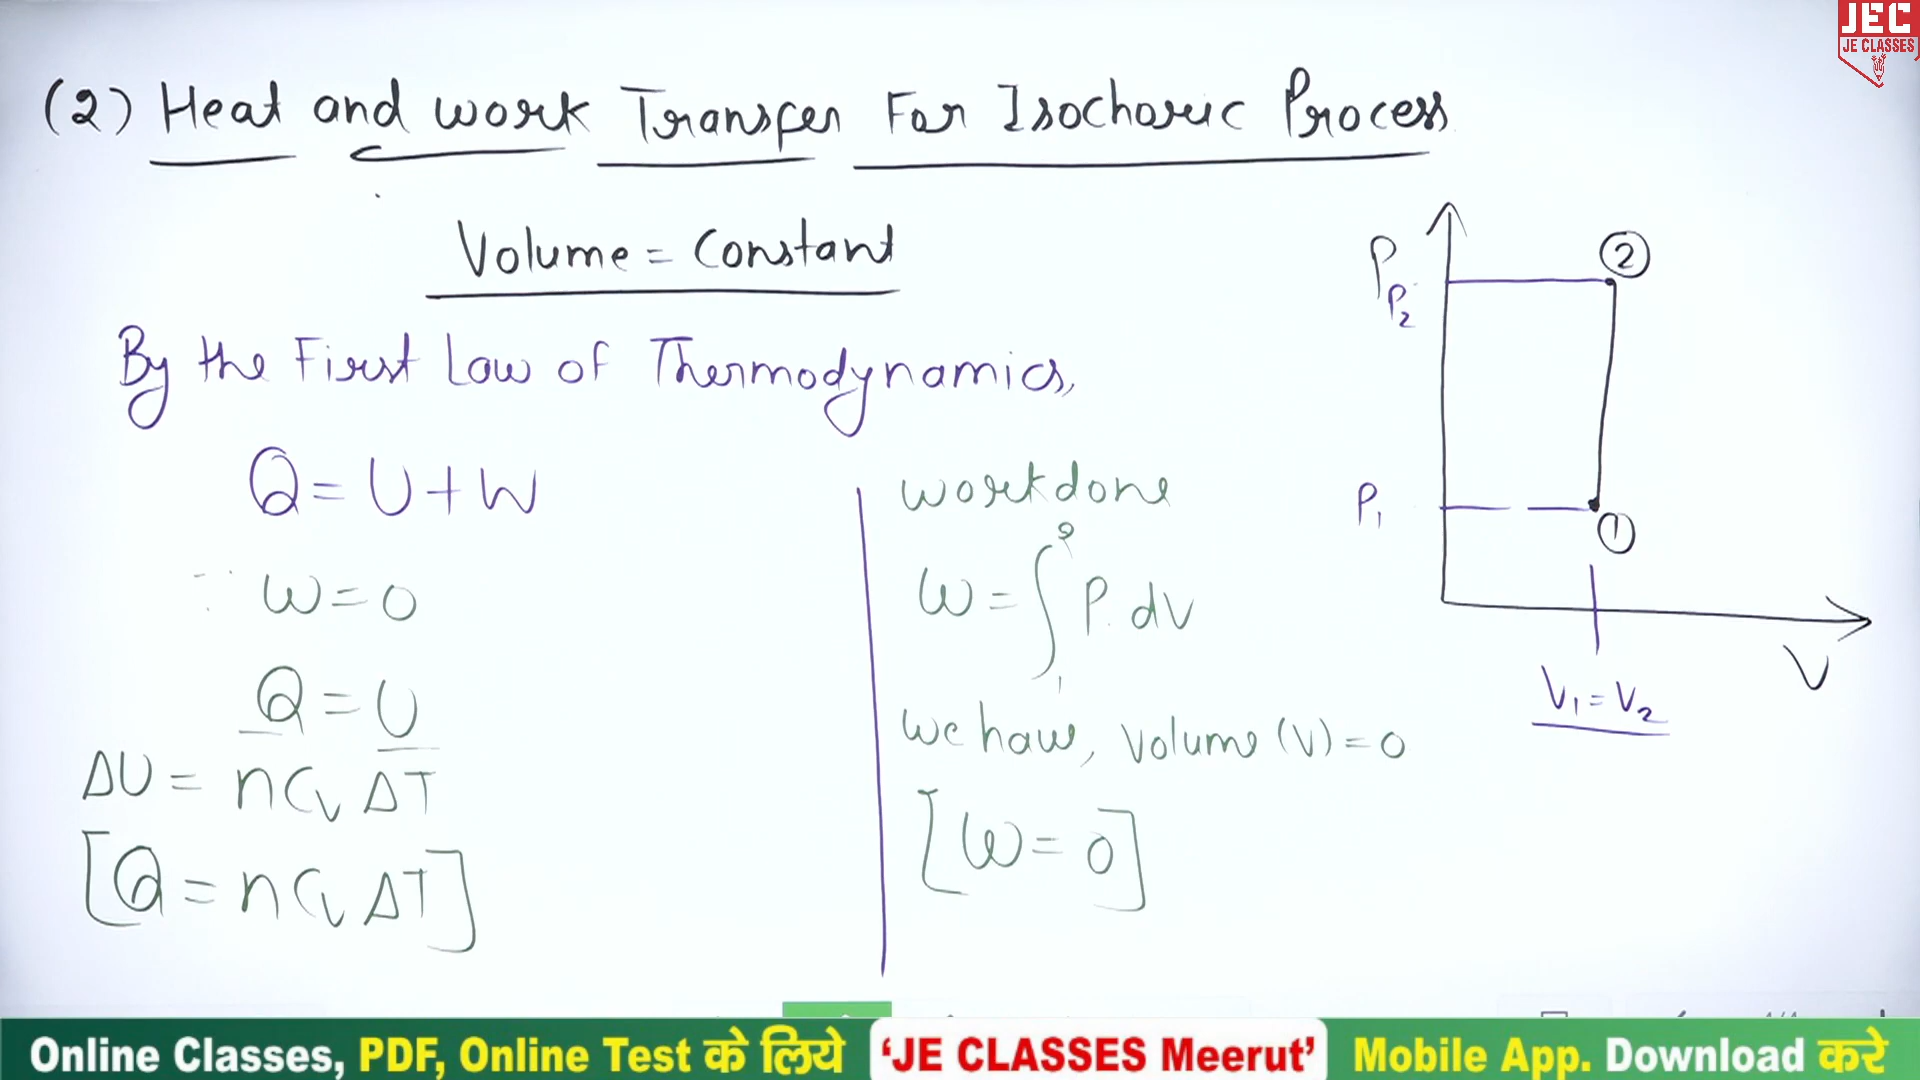 JEC
JE CLASSES
(2) Heat and work Transfer For Isochoric Process
Volume = Constant
By the First Law of Thermodynamics,
Q = U + W
∵ W = 0
Q = U
ΔU = nCv ΔT
[Q = nCv ΔT]
workdone
W = ∫₁² P.dV
We have, Volume (V) = 0
[W = 0]
P
P₂
②
P₁
①
V
V₁ = V₂
Online Classes, PDF, Online Test के लिये 'JE CLASSES Meerut' Mobile App. Download करे